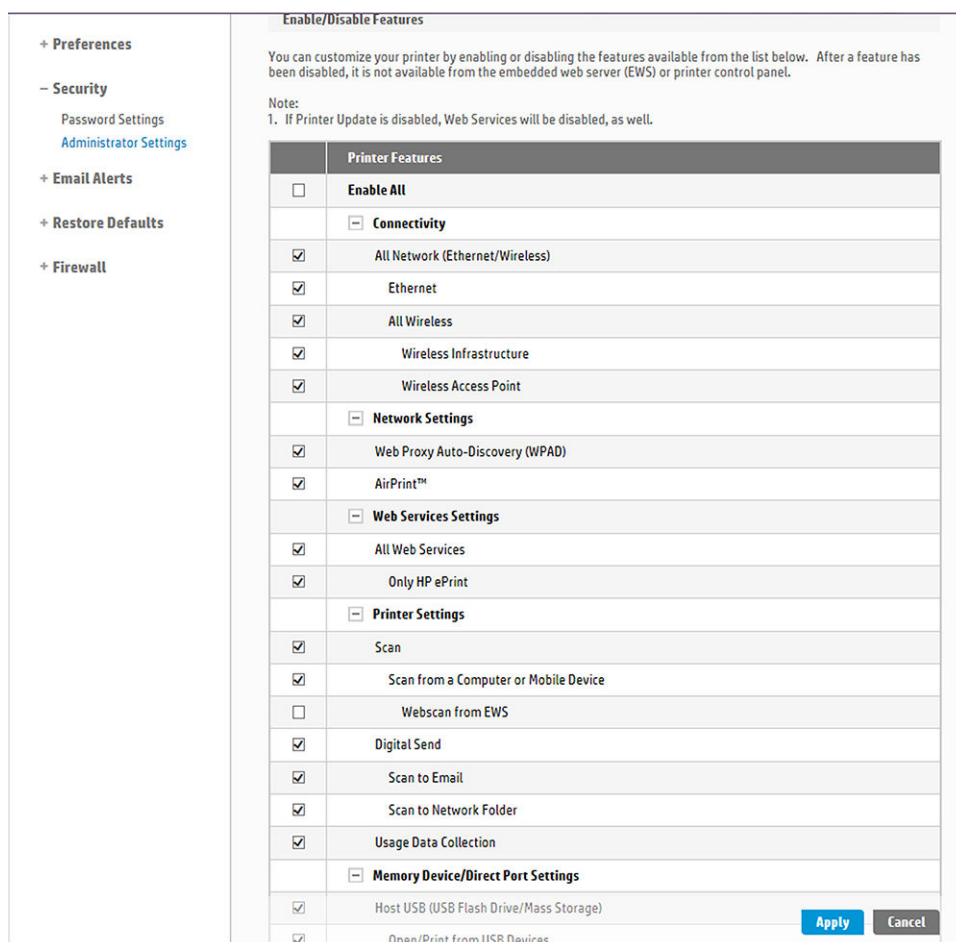 Enable/Disable Features
+ Preferences
− Security
Password Settings
Administrator Settings
+ Email Alerts
+ Restore Defaults
+ Firewall
You can customize your printer by enabling or disabling the features available from the list below. After a feature has
been disabled, it is not available from the embedded web server (EWS) or printer control panel.
Note:
1. If Printer Update is disabled, Web Services will be disabled, as well.
Printer Features
Enable All
Connectivity
All Network (Ethernet/Wireless)
Ethernet
All Wireless
Wireless Infrastructure
Wireless Access Point
Network Settings
Web Proxy Auto-Discovery (WPAD)
AirPrint™
Web Services Settings
All Web Services
Only HP ePrint
Printer Settings
Scan
Scan from a Computer or Mobile Device
Webscan from EWS
Digital Send
Scan to Email
Scan to Network Folder
Usage Data Collection
Memory Device/Direct Port Settings
Host USB (USB Flash Drive/Mass Storage)
Open/Print from USB Devices
Apply
Cancel